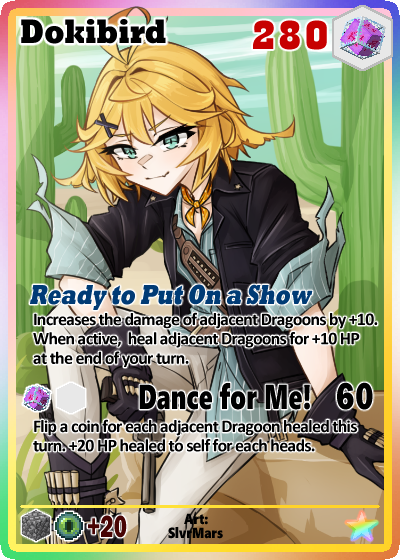 Dokibird 280
Ready to Put On a Show
Increases the damage of adjacent Dragoons by +10.
When active, heal adjacent Dragoons for +10 HP
at the end of your turn.
Dance for Me! 60
Flip a coin for each adjacent Dragoon healed this
turn. +20 HP healed to self for each heads.
+20
Art:
SlvrMars